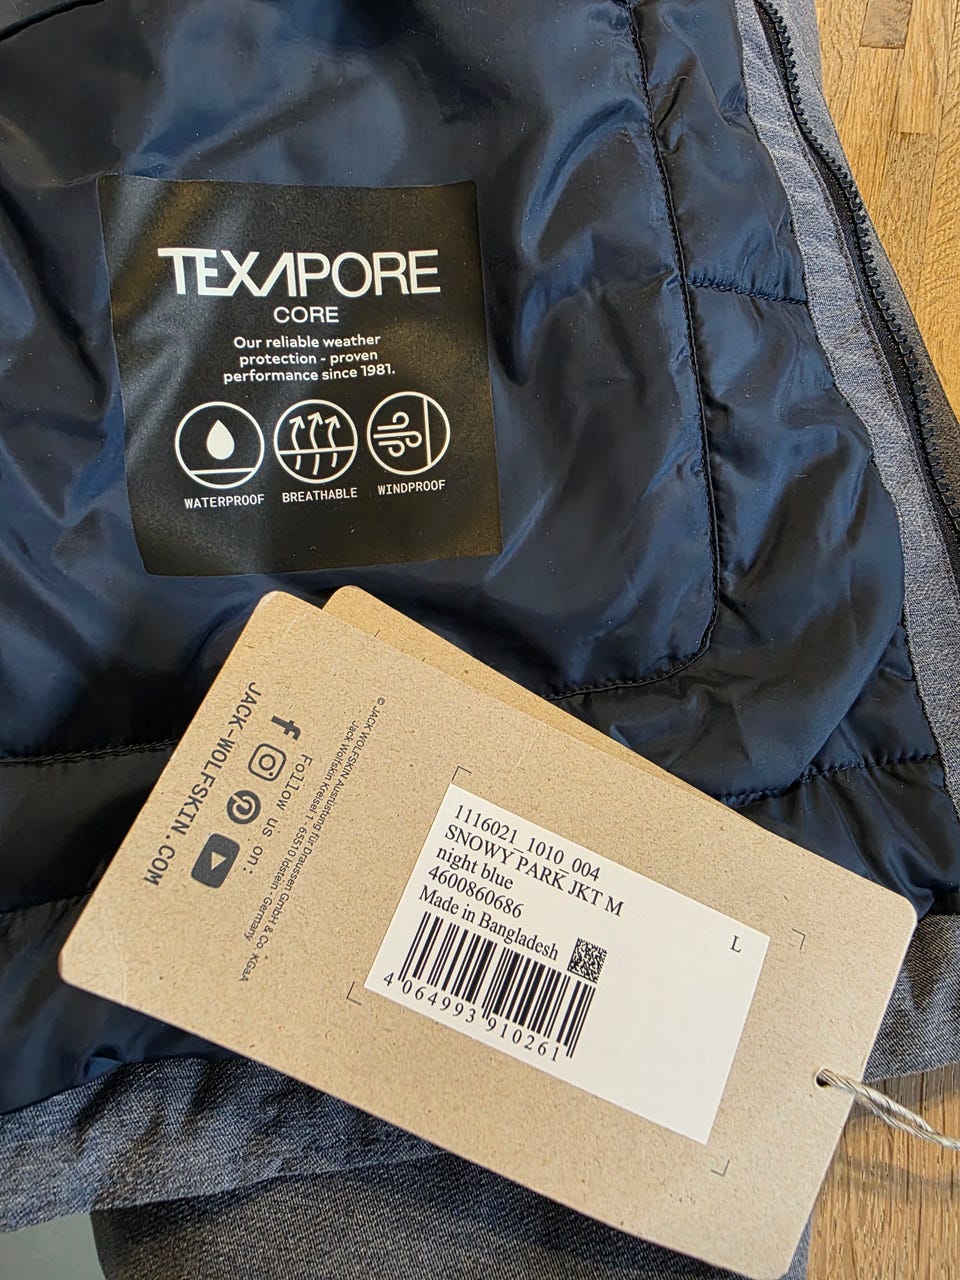 TEXAPORE
CORE
Our reliable weather
protection - proven
performance since 1981.
WATERPROOF BREATHABLE WINDPROOF
JACK-WOLFSKIN.COM
Follow us on:
© JACK WOLFSKIN Ausrüstung für Draussen GmbH & Co. KGaA
Jack Wolfskin Kreisel 1 - 65510 Idstein - Germany
1116021_1010_004
SNOWY PARK JKT M
night blue
4600860686
Made in Bangladesh
L
4 064993 910261